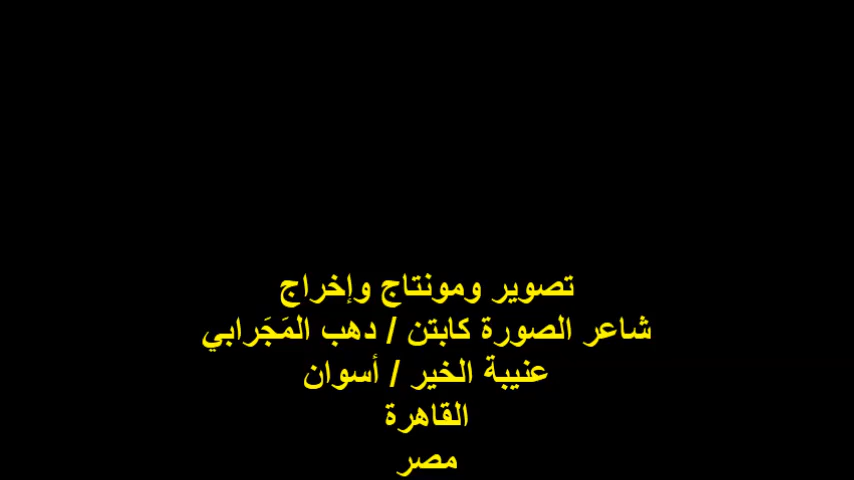 تصوير ومونتاج وإخراج
شاعر الصورة كابتن / دهب المَجَرابي
عنيبة الخير / أسوان
القاهرة
مصر